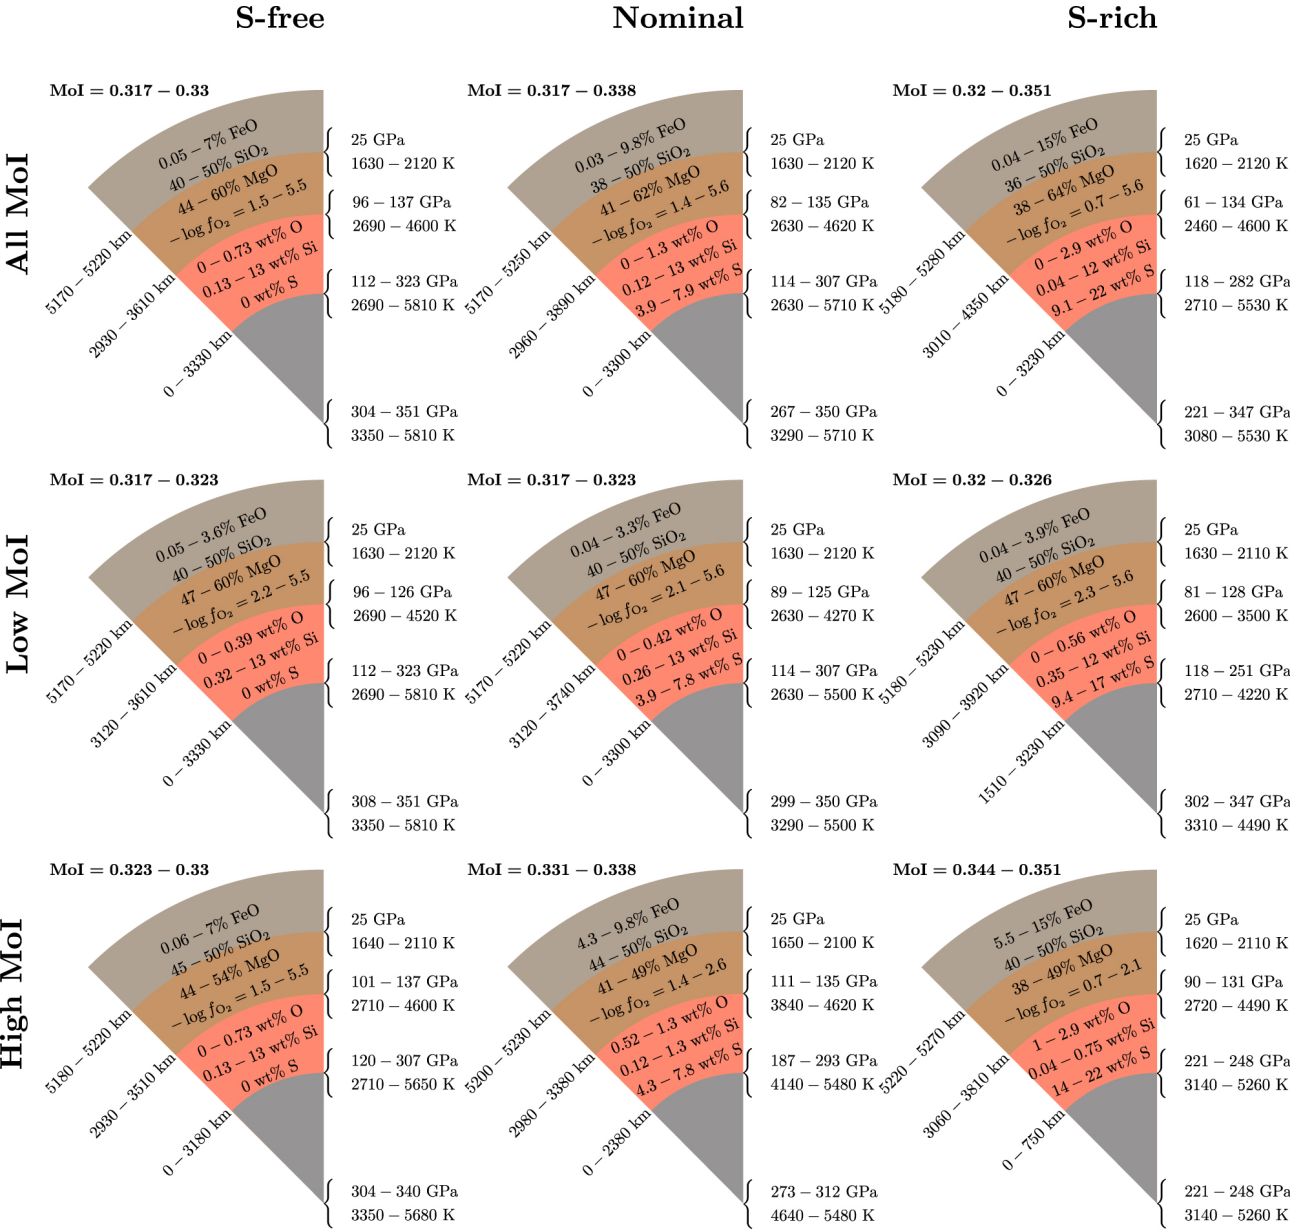 S-free
Nominal
S-rich
All MoI
MoI = 0.317 – 0.33
0.05 – 7% FeO
40 – 50% SiO₂
44 – 60% MgO
– log fO₂ = 1.5 – 5.5
0 – 0.73 wt% O
0.13 – 13 wt% Si
0 wt% S
25 GPa
1630 – 2120 K
96 – 137 GPa
2690 – 4600 K
112 – 323 GPa
2690 – 5810 K
304 – 351 GPa
3350 – 5810 K
5170 – 5220 km
2930 – 3610 km
0 – 3330 km
MoI = 0.317 – 0.338
0.03 – 9.8% FeO
38 – 50% SiO₂
41 – 62% MgO
– log fO₂ = 1.4 – 5.6
0 – 1.3 wt% O
0.12 – 13 wt% Si
3.9 – 7.9 wt% S
25 GPa
1630 – 2120 K
82 – 135 GPa
2630 – 4620 K
114 – 307 GPa
2630 – 5710 K
267 – 350 GPa
3290 – 5710 K
5170 – 5250 km
2960 – 3890 km
0 – 3300 km
MoI = 0.32 – 0.351
0.04 – 15% FeO
36 – 50% SiO₂
38 – 64% MgO
– log fO₂ = 0.7 – 5.6
0 – 2.9 wt% O
0.04 – 12 wt% Si
9.1 – 22 wt% S
25 GPa
1620 – 2120 K
61 – 134 GPa
2460 – 4600 K
118 – 282 GPa
2710 – 5530 K
221 – 347 GPa
3080 – 5530 K
5180 – 5280 km
3010 – 4350 km
0 – 3230 km
Low MoI
MoI = 0.317 – 0.323
0.05 – 3.6% FeO
40 – 50% SiO₂
47 – 60% MgO
– log fO₂ = 2.2 – 5.5
0 – 0.39 wt% O
0.32 – 13 wt% Si
0 wt% S
25 GPa
1630 – 2120 K
96 – 126 GPa
2690 – 4520 K
112 – 323 GPa
2690 – 5810 K
308 – 351 GPa
3350 – 5810 K
5170 – 5220 km
3120 – 3610 km
0 – 3330 km
MoI = 0.317 – 0.323
0.04 – 3.3% FeO
40 – 50% SiO₂
47 – 60% MgO
– log fO₂ = 2.1 – 5.6
0 – 0.42 wt% O
0.26 – 13 wt% Si
3.9 – 7.8 wt% S
25 GPa
1630 – 2120 K
89 – 125 GPa
2630 – 4270 K
114 – 307 GPa
2630 – 5500 K
299 – 350 GPa
3290 – 5500 K
5170 – 5220 km
3120 – 3740 km
0 – 3300 km
MoI = 0.32 – 0.326
0.04 – 3.9% FeO
40 – 50% SiO₂
47 – 60% MgO
– log fO₂ = 2.3 – 5.6
0 – 0.56 wt% O
0.35 – 12 wt% Si
9.4 – 17 wt% S
25 GPa
1630 – 2110 K
81 – 128 GPa
2600 – 3500 K
118 – 251 GPa
2710 – 4220 K
302 – 347 GPa
3310 – 4490 K
5180 – 5230 km
3090 – 3920 km
1510 – 3230 km
High MoI
MoI = 0.323 – 0.33
0.06 – 7% FeO
45 – 50% SiO₂
44 – 54% MgO
– log fO₂ = 1.5 – 5.5
0 – 0.73 wt% O
0.13 – 13 wt% Si
0 wt% S
25 GPa
1640 – 2110 K
101 – 137 GPa
2710 – 4600 K
120 – 307 GPa
2710 – 5650 K
304 – 340 GPa
3350 – 5680 K
5180 – 5220 km
2930 – 3510 km
0 – 3180 km
MoI = 0.331 – 0.338
4.3 – 9.8% FeO
44 – 50% SiO₂
41 – 49% MgO
– log fO₂ = 1.4 – 2.6
0.52 – 1.3 wt% O
0.12 – 1.3 wt% Si
4.3 – 7.8 wt% S
25 GPa
1650 – 2100 K
111 – 135 GPa
3840 – 4620 K
187 – 293 GPa
4140 – 5480 K
273 – 312 GPa
4640 – 5480 K
5200 – 5230 km
2980 – 3380 km
0 – 2380 km
MoI = 0.344 – 0.351
5.5 – 15% FeO
40 – 50% SiO₂
38 – 49% MgO
– log fO₂ = 0.7 – 2.1
1 – 2.9 wt% O
0.04 – 0.75 wt% Si
14 – 22 wt% S
25 GPa
1620 – 2110 K
90 – 131 GPa
2720 – 4490 K
221 – 248 GPa
3140 – 5260 K
221 – 248 GPa
3140 – 5260 K
5220 – 5270 km
3060 – 3810 km
0 – 750 km